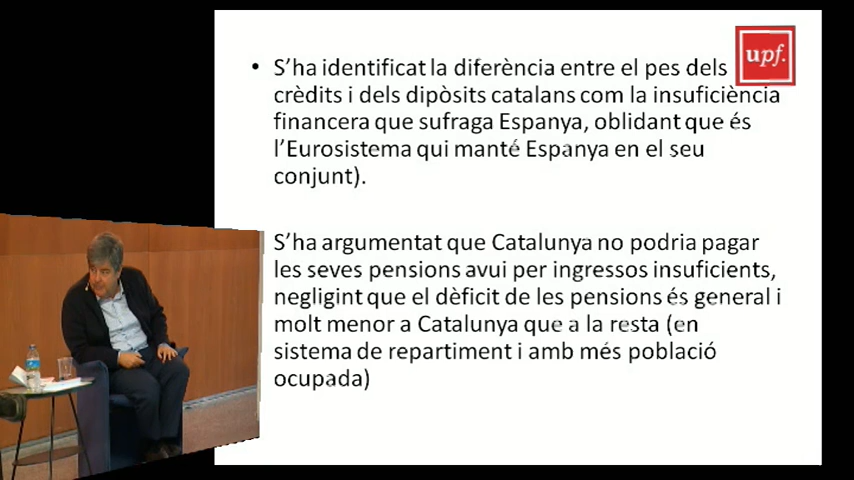 upf.
• S'ha identificat la diferència entre el pes dels
crèdits i dels dipòsits catalans com la insuficiència
financera que sufraga Espanya, oblidant que és
l'Eurosistema qui manté Espanya en el seu
conjunt).
S'ha argumentat que Catalunya no podria pagar
les seves pensions avui per ingressos insuficients,
negligint que el dèficit de les pensions és general i
molt menor a Catalunya que a la resta (en
sistema de repartiment i amb més població
ocupada)